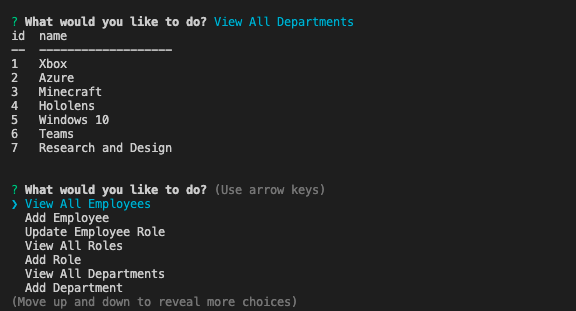 ? What would you like to do? View All Departments
id  name
--  -------------------
1   Xbox
2   Azure
3   Minecraft
4   Hololens
5   Windows 10
6   Teams
7   Research and Design
? What would you like to do? (Use arrow keys)
❯ View All Employees
  Add Employee
  Update Employee Role
  View All Roles
  Add Role
  View All Departments
  Add Department
(Move up and down to reveal more choices)